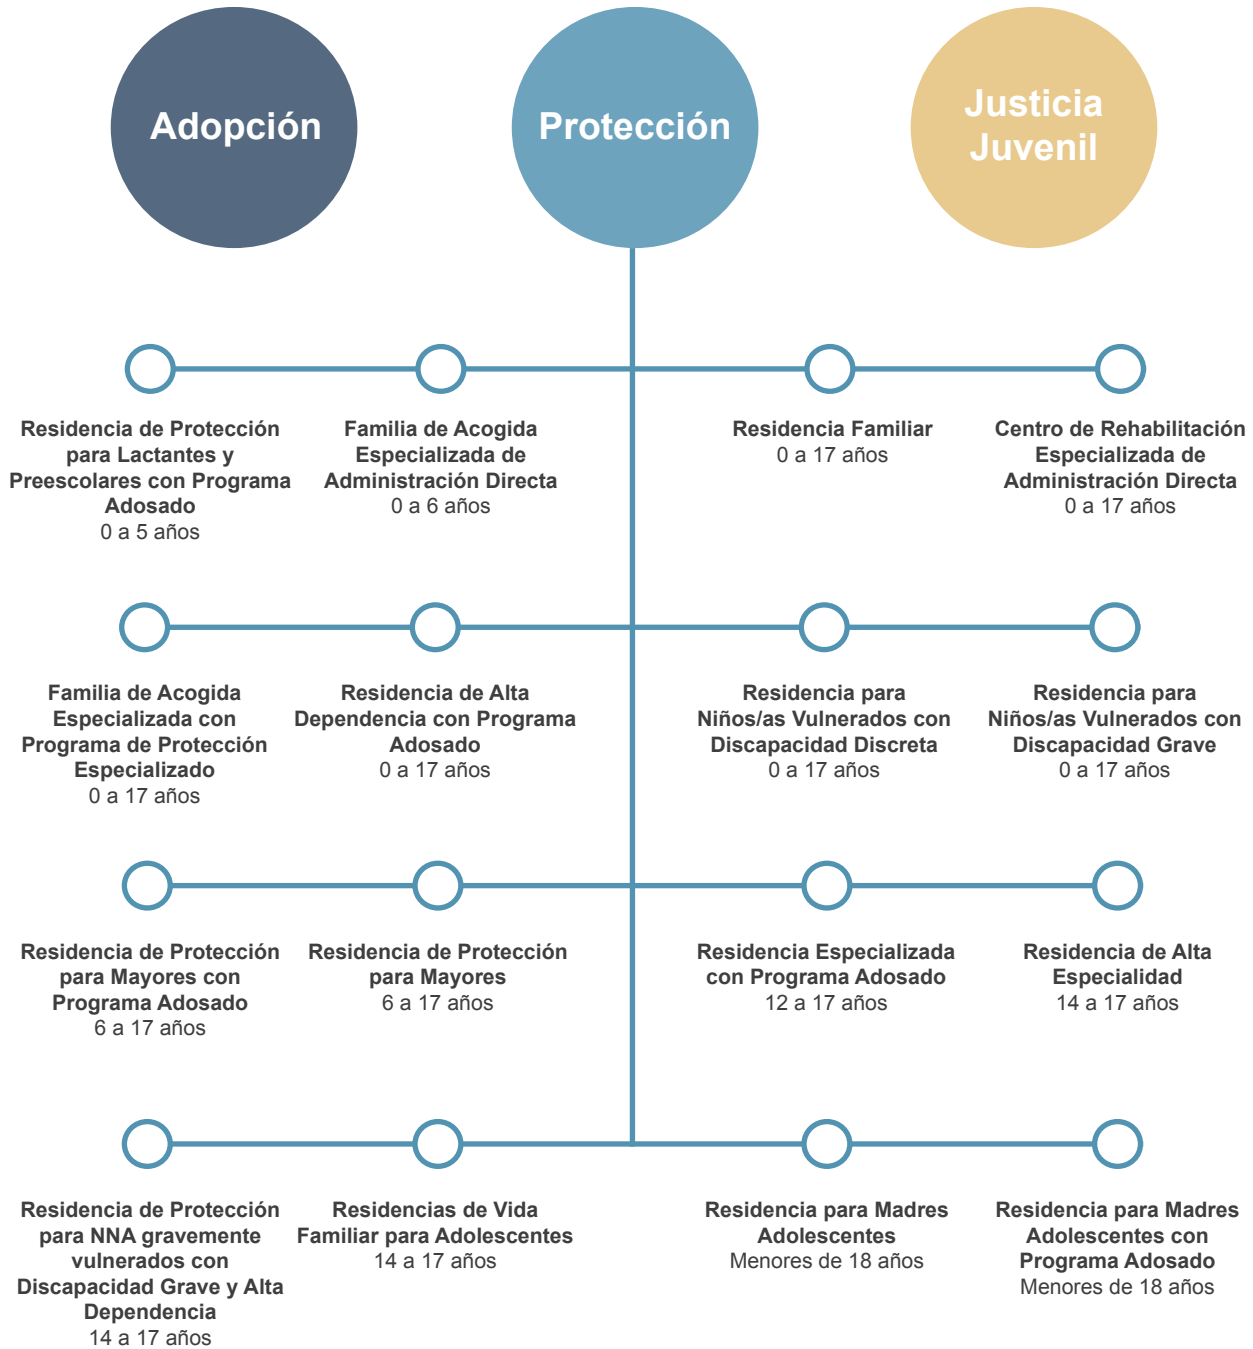 Adopción
Protección
Justicia
Juvenil
Residencia de Protección
para Lactantes y
Preescolares con Programa
Adosado
0 a 5 años
Familia de Acogida
Especializada de
Administración Directa
0 a 6 años
Residencia Familiar
0 a 17 años
Centro de Rehabilitación
Especializada de
Administración Directa
0 a 17 años
Familia de Acogida
Especializada con
Programa de Protección
Especializado
0 a 17 años
Residencia de Alta
Dependencia con Programa
Adosado
0 a 17 años
Residencia para
Niños/as Vulnerados con
Discapacidad Discreta
0 a 17 años
Residencia para
Niños/as Vulnerados con
Discapacidad Grave
0 a 17 años
Residencia de Protección
para Mayores con
Programa Adosado
6 a 17 años
Residencia de Protección
para Mayores
6 a 17 años
Residencia Especializada
con Programa Adosado
12 a 17 años
Residencia de Alta
Especialidad
14 a 17 años
Residencia de Protección
para NNA gravemente
vulnerados con
Discapacidad Grave y Alta
Dependencia
14 a 17 años
Residencias de Vida
Familiar para Adolescentes
14 a 17 años
Residencia para Madres
Adolescentes
Menores de 18 años
Residencia para Madres
Adolescentes con
Programa Adosado
Menores de 18 años